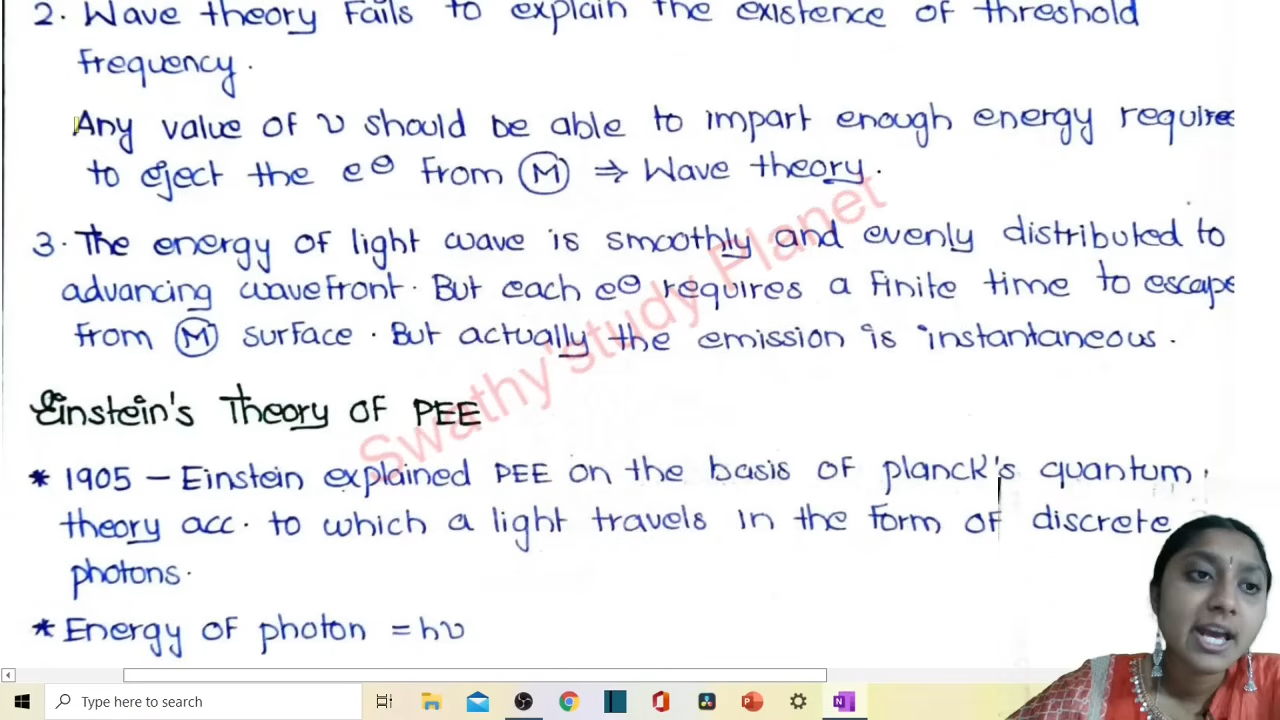 2. Wave theory fails to explain the existence of threshold
frequency.
Any value of ν should be able to impart enough energy require
to eject the e⊖ from Ⓜ ⇒ Wave theory.
3. The energy of light wave is smoothly and evenly distributed to
advancing wavefront. But each e⊖ requires a finite time to escape
from Ⓜ surface. But actually the emission is instantaneous.
Swathy'study Planet
Einstein's Theory of PEE
* 1905 — Einstein explained PEE on the basis of planck's quantum
theory acc. to which a light travels in the form of discrete
photons.
* Energy of photon = hν
Type here to search